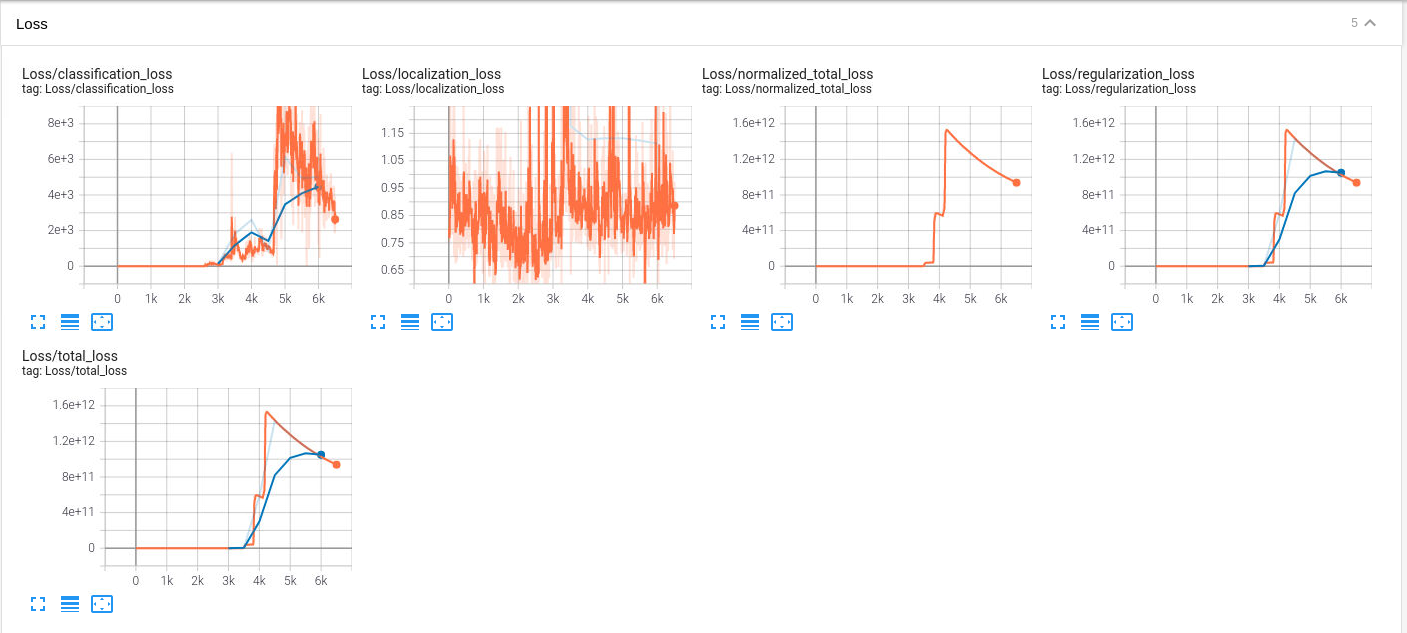 Loss 5
Loss/classification_loss
tag: Loss/classification_loss
8e+3
6e+3
4e+3
2e+3
0
0 1k 2k 3k 4k 5k 6k
Loss/localization_loss
tag: Loss/localization_loss
1.15
1.05
0.95
0.85
0.75
0.65
0 1k 2k 3k 4k 5k 6k
Loss/normalized_total_loss
tag: Loss/normalized_total_loss
1.6e+12
1.2e+12
8e+11
4e+11
0
0 1k 2k 3k 4k 5k 6k
Loss/regularization_loss
tag: Loss/regularization_loss
1.6e+12
1.2e+12
8e+11
4e+11
0
0 1k 2k 3k 4k 5k 6k
Loss/total_loss
tag: Loss/total_loss
1.6e+12
1.2e+12
8e+11
4e+11
0
0 1k 2k 3k 4k 5k 6k